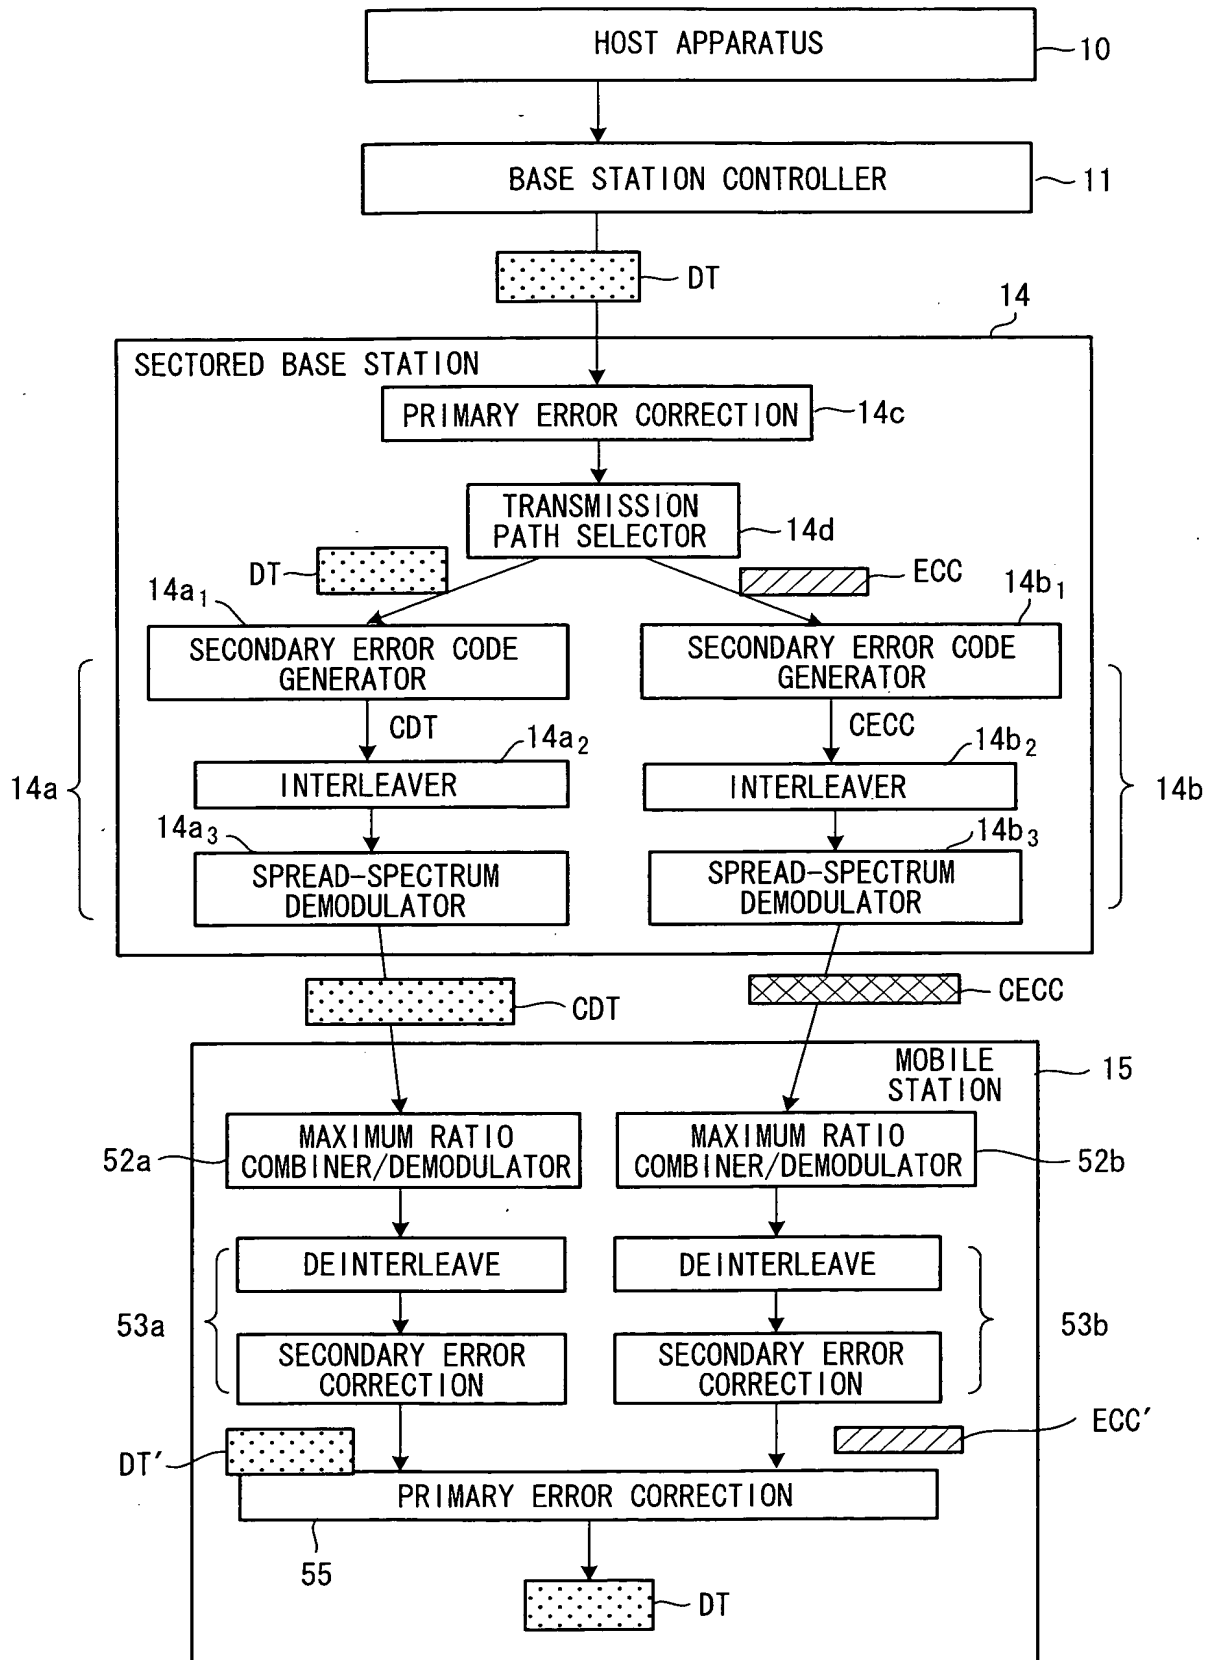 HOST APPARATUS
10
BASE STATION CONTROLLER
11
DT
14
SECTORED BASE STATION
PRIMARY ERROR CORRECTION
14c
TRANSMISSION
PATH SELECTOR
14d
DT
ECC
14a1
14b1
SECONDARY ERROR CODE
GENERATOR
SECONDARY ERROR CODE
GENERATOR
CDT
CECC
14a2
14b2
14a
INTERLEAVER
INTERLEAVER
14b
14a3
14b3
SPREAD-SPECTRUM
DEMODULATOR
SPREAD-SPECTRUM
DEMODULATOR
CDT
CECC
MOBILE
STATION
15
52a
MAXIMUM RATIO
COMBINER/DEMODULATOR
MAXIMUM RATIO
COMBINER/DEMODULATOR
52b
DEINTERLEAVE
DEINTERLEAVE
53a
53b
SECONDARY ERROR
CORRECTION
SECONDARY ERROR
CORRECTION
DT′
ECC′
PRIMARY ERROR CORRECTION
55
DT